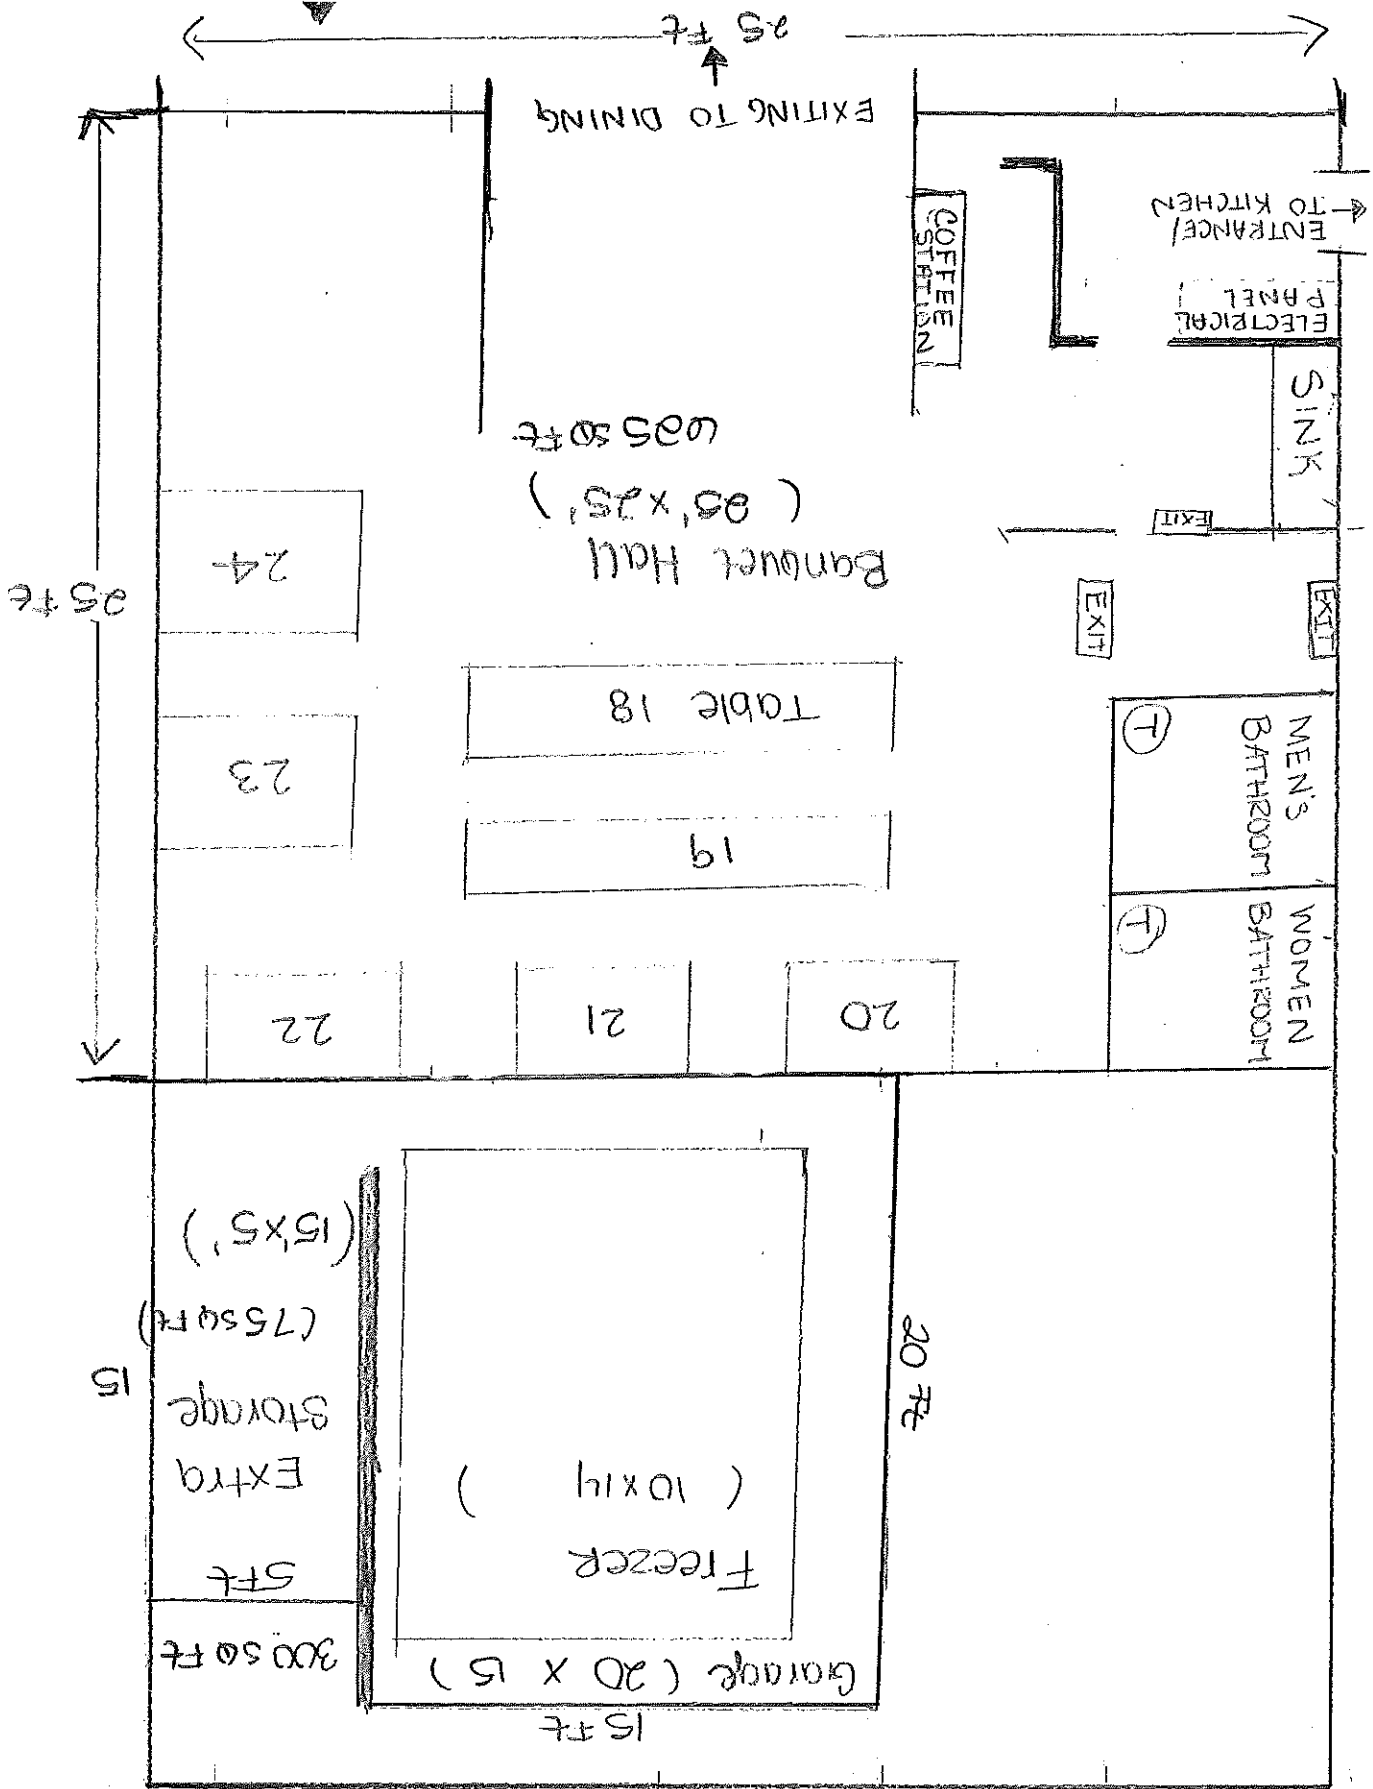 15 Ft
Garage (20 X 15)
300 SQ Ft
Freezer
(10x14)
5Ft
Extra
Storage
(75 SQ Ft)
(15'x5')
15
20 Ft
WOMEN
BATHROOM
T
20
21
22
MEN'S
BATHROOM
T
19
Table 18
23
24
EXIT
EXIT
EXIT
Banquet Hall
(25'x25')
625 SQ Ft
25 Ft
SINK
ELECTRICAL
PANEL
ENTRANCE/
TO KITCHEN
COFFEE
STATION
EXITING TO DINING
25 Ft